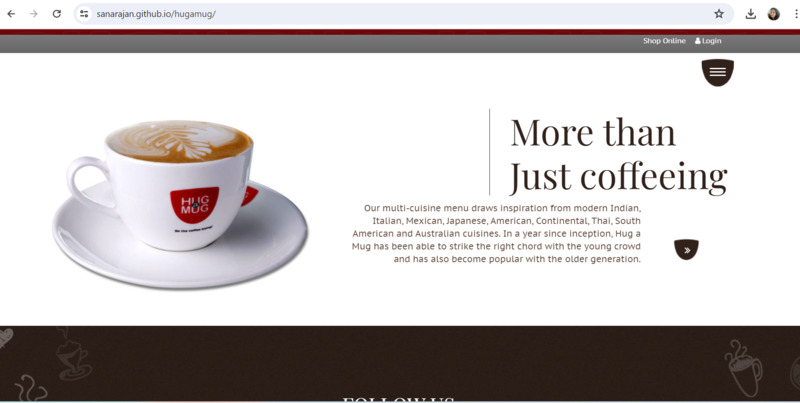 sanarajan.github.io/hugamug/
Shop Online Login
More than
Just coffeeing
HUG
MUG
Our multi-cuisine menu draws inspiration from modern Indian,
Italian, Mexican, Japanese, American, Continental, Thai, South
American and Australian cuisines. In a year since inception, Hug a
Mug has been able to strike the right chord with the young crowd
and has also become popular with the older generation.
FOLLOW US